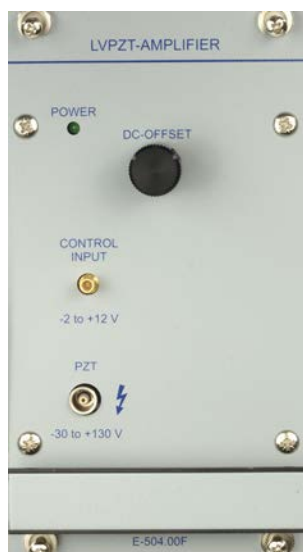 LVPZT-AMPLIFIER
POWER
DC-OFFSET
CONTROL
INPUT
-2 to +12 V
PZT
-30 to +130 V
E-504.00F